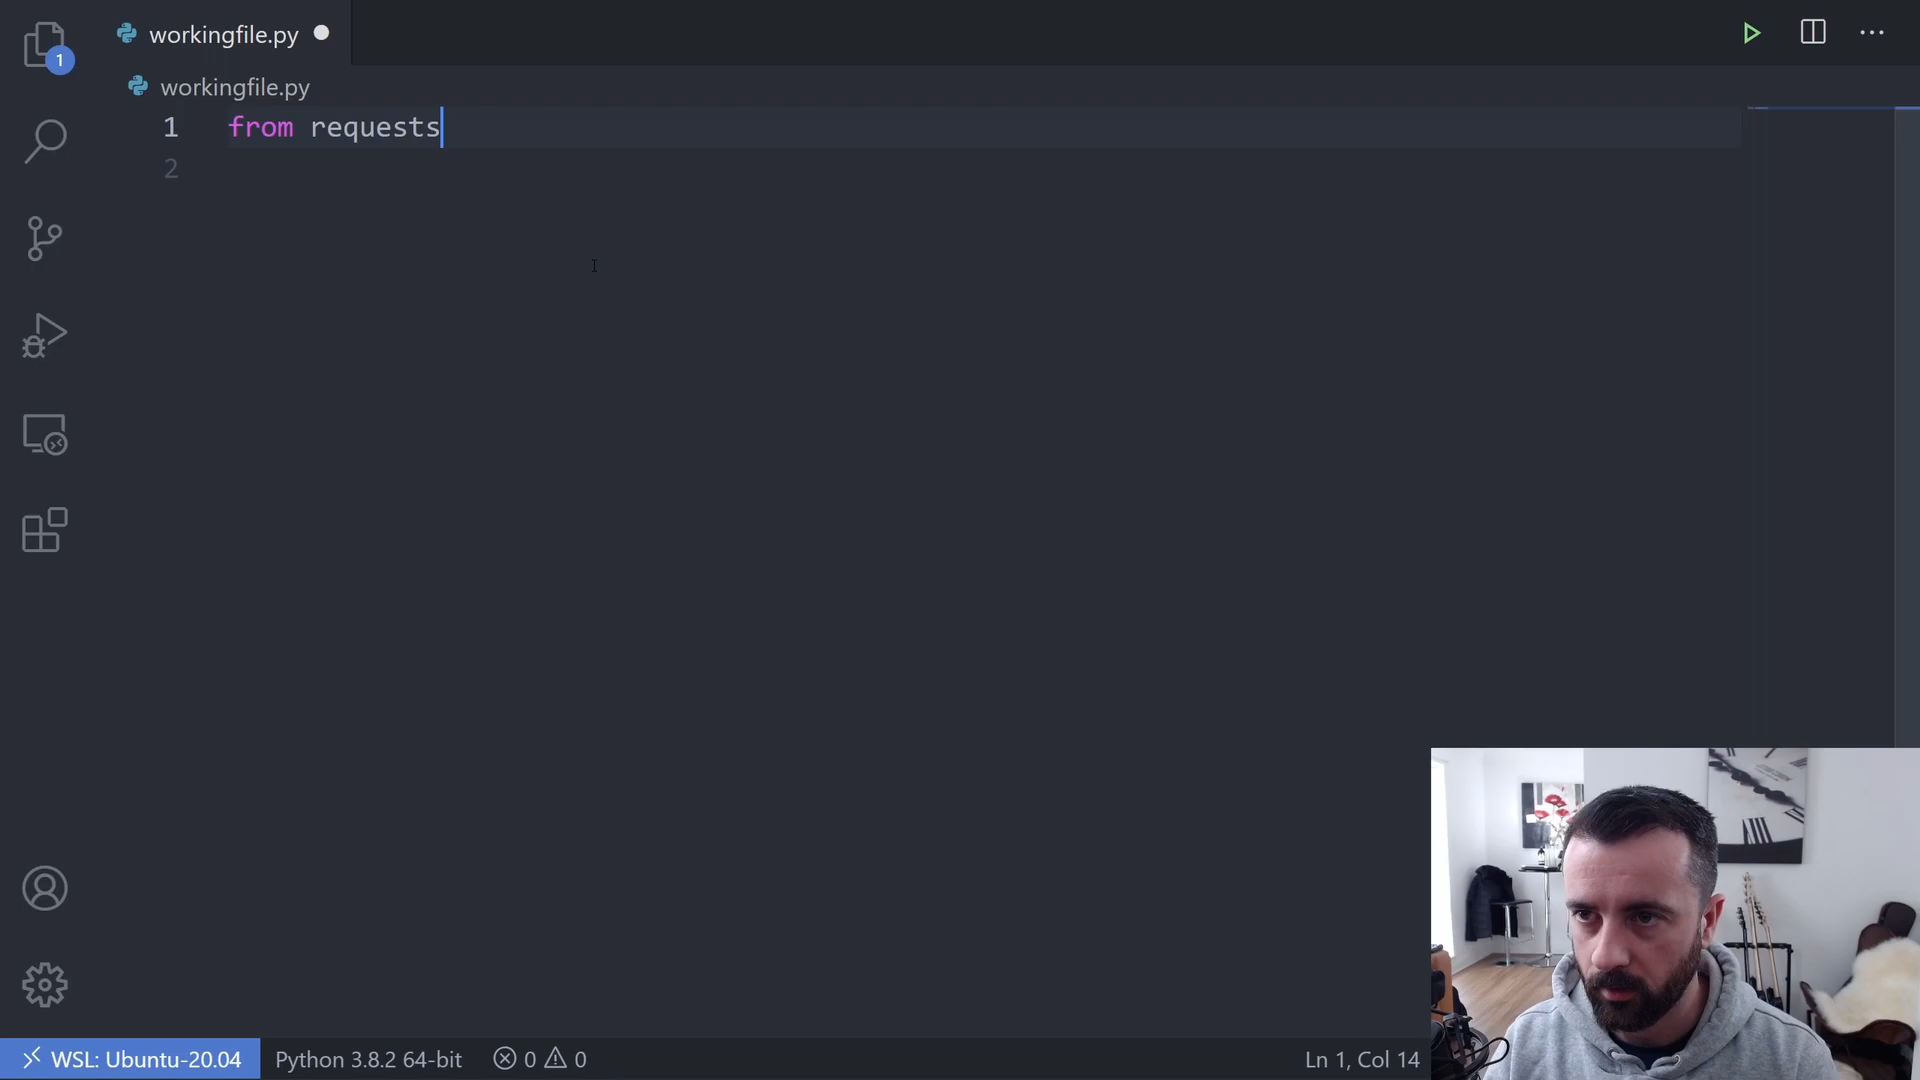 workingfile.py
1
workingfile.py
1 from requests
2
WSL: Ubuntu-20.04 Python 3.8.2 64-bit 0 0 Ln 1, Col 14